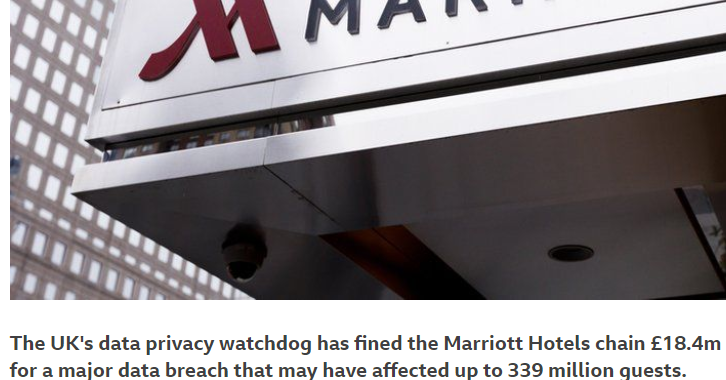 MAR
The UK's data privacy watchdog has fined the Marriott Hotels chain £18.4m
for a major data breach that may have affected up to 339 million guests.